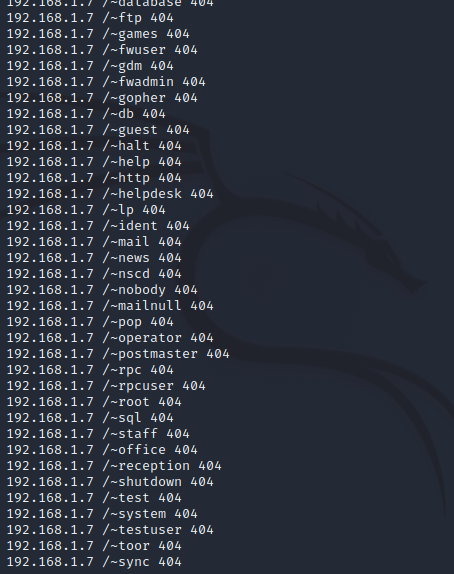 192.168.1.7 /~database 404
192.168.1.7 /~ftp 404
192.168.1.7 /~games 404
192.168.1.7 /~fwuser 404
192.168.1.7 /~gdm 404
192.168.1.7 /~fwadmin 404
192.168.1.7 /~gopher 404
192.168.1.7 /~db 404
192.168.1.7 /~guest 404
192.168.1.7 /~halt 404
192.168.1.7 /~help 404
192.168.1.7 /~http 404
192.168.1.7 /~helpdesk 404
192.168.1.7 /~lp 404
192.168.1.7 /~ident 404
192.168.1.7 /~mail 404
192.168.1.7 /~news 404
192.168.1.7 /~nscd 404
192.168.1.7 /~nobody 404
192.168.1.7 /~mailnull 404
192.168.1.7 /~pop 404
192.168.1.7 /~operator 404
192.168.1.7 /~postmaster 404
192.168.1.7 /~rpc 404
192.168.1.7 /~rpcuser 404
192.168.1.7 /~root 404
192.168.1.7 /~sql 404
192.168.1.7 /~staff 404
192.168.1.7 /~office 404
192.168.1.7 /~reception 404
192.168.1.7 /~shutdown 404
192.168.1.7 /~test 404
192.168.1.7 /~system 404
192.168.1.7 /~testuser 404
192.168.1.7 /~toor 404
192.168.1.7 /~sync 404